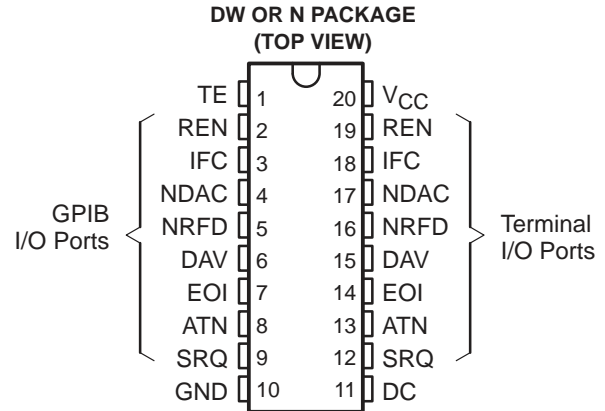 DW OR N PACKAGE
(TOP VIEW)
TE 1 20 VCC
REN 2 19 REN
IFC 3 18 IFC
NDAC 4 17 NDAC
NRFD 5 16 NRFD
DAV 6 15 DAV
EOI 7 14 EOI
ATN 8 13 ATN
SRQ 9 12 SRQ
GND 10 11 DC
GPIB
I/O Ports
Terminal
I/O Ports